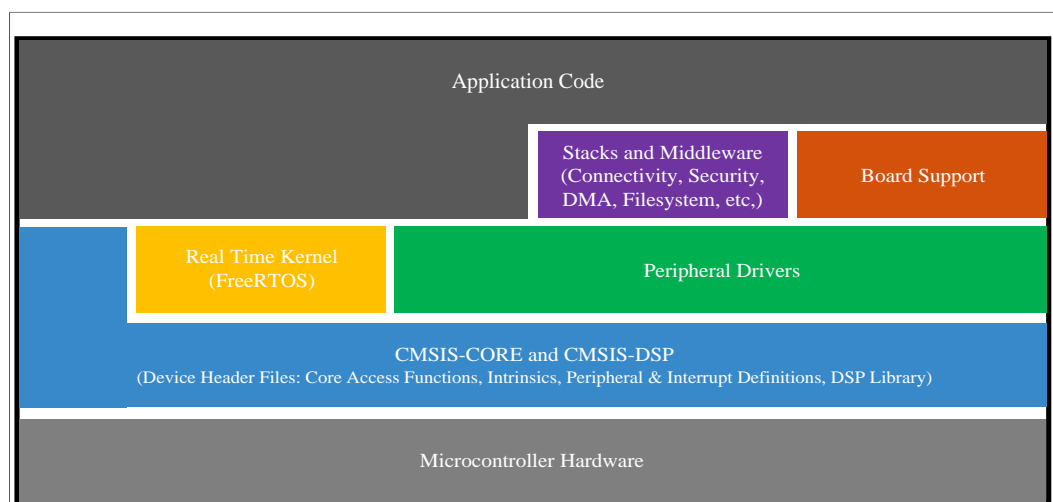 Application Code
Stacks and Middleware
(Connectivity, Security,
DMA, Filesystem, etc,)
Board Support
Real Time Kernel
(FreeRTOS)
Peripheral Drivers
CMSIS-CORE and CMSIS-DSP
(Device Header Files: Core Access Functions, Intrinsics, Peripheral & Interrupt Definitions, DSP Library)
Microcontroller Hardware